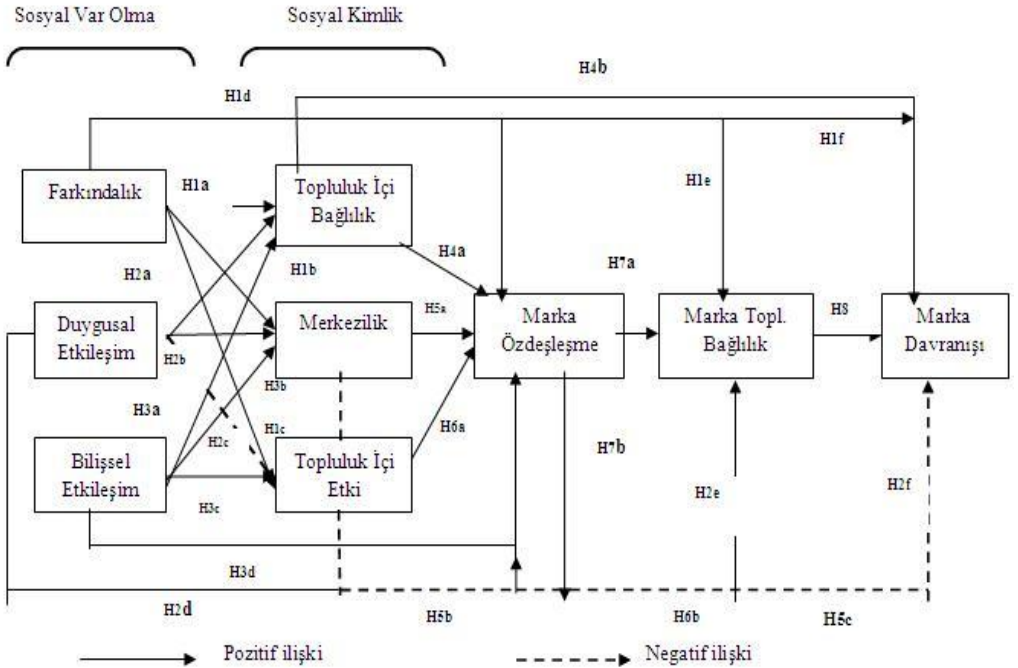 Sosyal Var Olma
Sosyal Kimlik
H4b
H1d
H1f
Farkındalık
H1a
Topluluk İçi
Bağlılık
H1e
H2a
H1b
H4a
H7a
Duygusal
Etkileşim
H2b
Merkezilik
H5a
Marka
Özdeşleşme
Marka Topl.
Bağlılık
H8
Marka
Davranışı
H3b
H3a
H2c
H1c
H6a
H7b
Bilişsel
Etkileşim
Topluluk İçi
Etki
H3c
H2e
H2f
H3d
H2d
H5b
H6b
H5c
Pozitif ilişki
Negatif ilişki